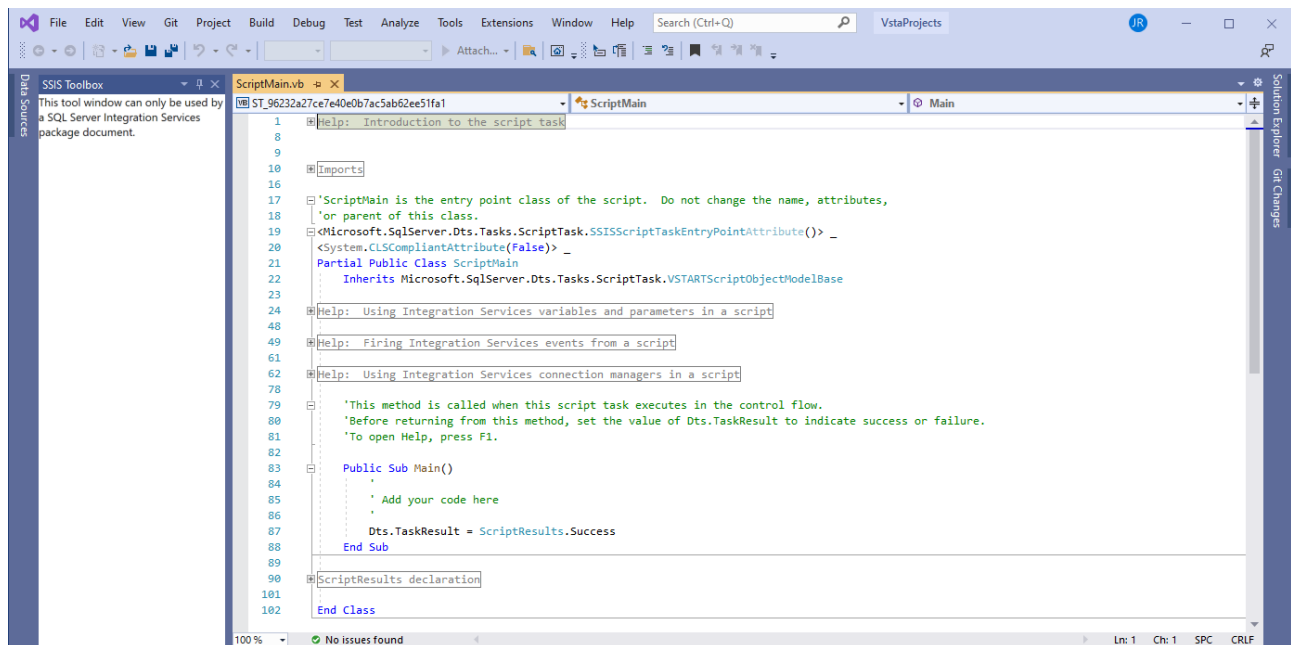 File Edit View Git Project Build Debug Test Analyze Tools Extensions Window Help Search (Ctrl+Q) VstaProjects JR
Attach...
Data Sources
SSIS Toolbox
This tool window can only be used by
a SQL Server Integration Services
package document.
ScriptMain.vb
VB ST_96232a27ce7e40e0b7ac5ab62ee51fa1 ScriptMain Main
1 Help: Introduction to the script task
8
9
10 Imports
16
17 'ScriptMain is the entry point class of the script. Do not change the name, attributes,
18 'or parent of this class.
19 <Microsoft.SqlServer.Dts.Tasks.ScriptTask.SSISScriptTaskEntryPointAttribute()> _
20 <System.CLSCompliantAttribute(False)> _
21 Partial Public Class ScriptMain
22 Inherits Microsoft.SqlServer.Dts.Tasks.ScriptTask.VSTARTScriptObjectModelBase
23
24 Help: Using Integration Services variables and parameters in a script
48
49 Help: Firing Integration Services events from a script
61
62 Help: Using Integration Services connection managers in a script
78
79 'This method is called when this script task executes in the control flow.
80 'Before returning from this method, set the value of Dts.TaskResult to indicate success or failure.
81 'To open Help, press F1.
82
83 Public Sub Main()
84 '
85 ' Add your code here
86 '
87 Dts.TaskResult = ScriptResults.Success
88 End Sub
89
90 ScriptResults declaration
101
102 End Class
100 % No issues found Ln: 1 Ch: 1 SPC CRLF
Solution Explorer
Git Changes